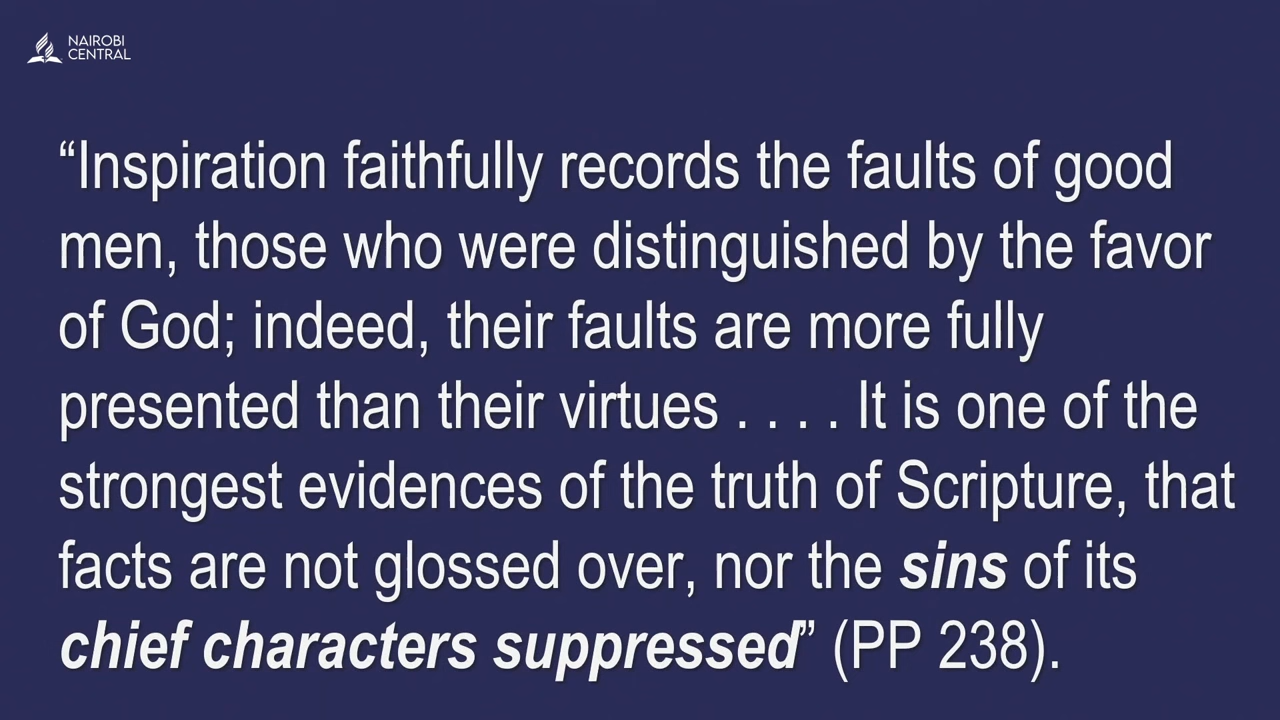 NAIROBI
CENTRAL
“Inspiration faithfully records the faults of good
men, those who were distinguished by the favor
of God; indeed, their faults are more fully
presented than their virtues . . . . It is one of the
strongest evidences of the truth of Scripture, that
facts are not glossed over, nor the sins of its
chief characters suppressed” (PP 238).